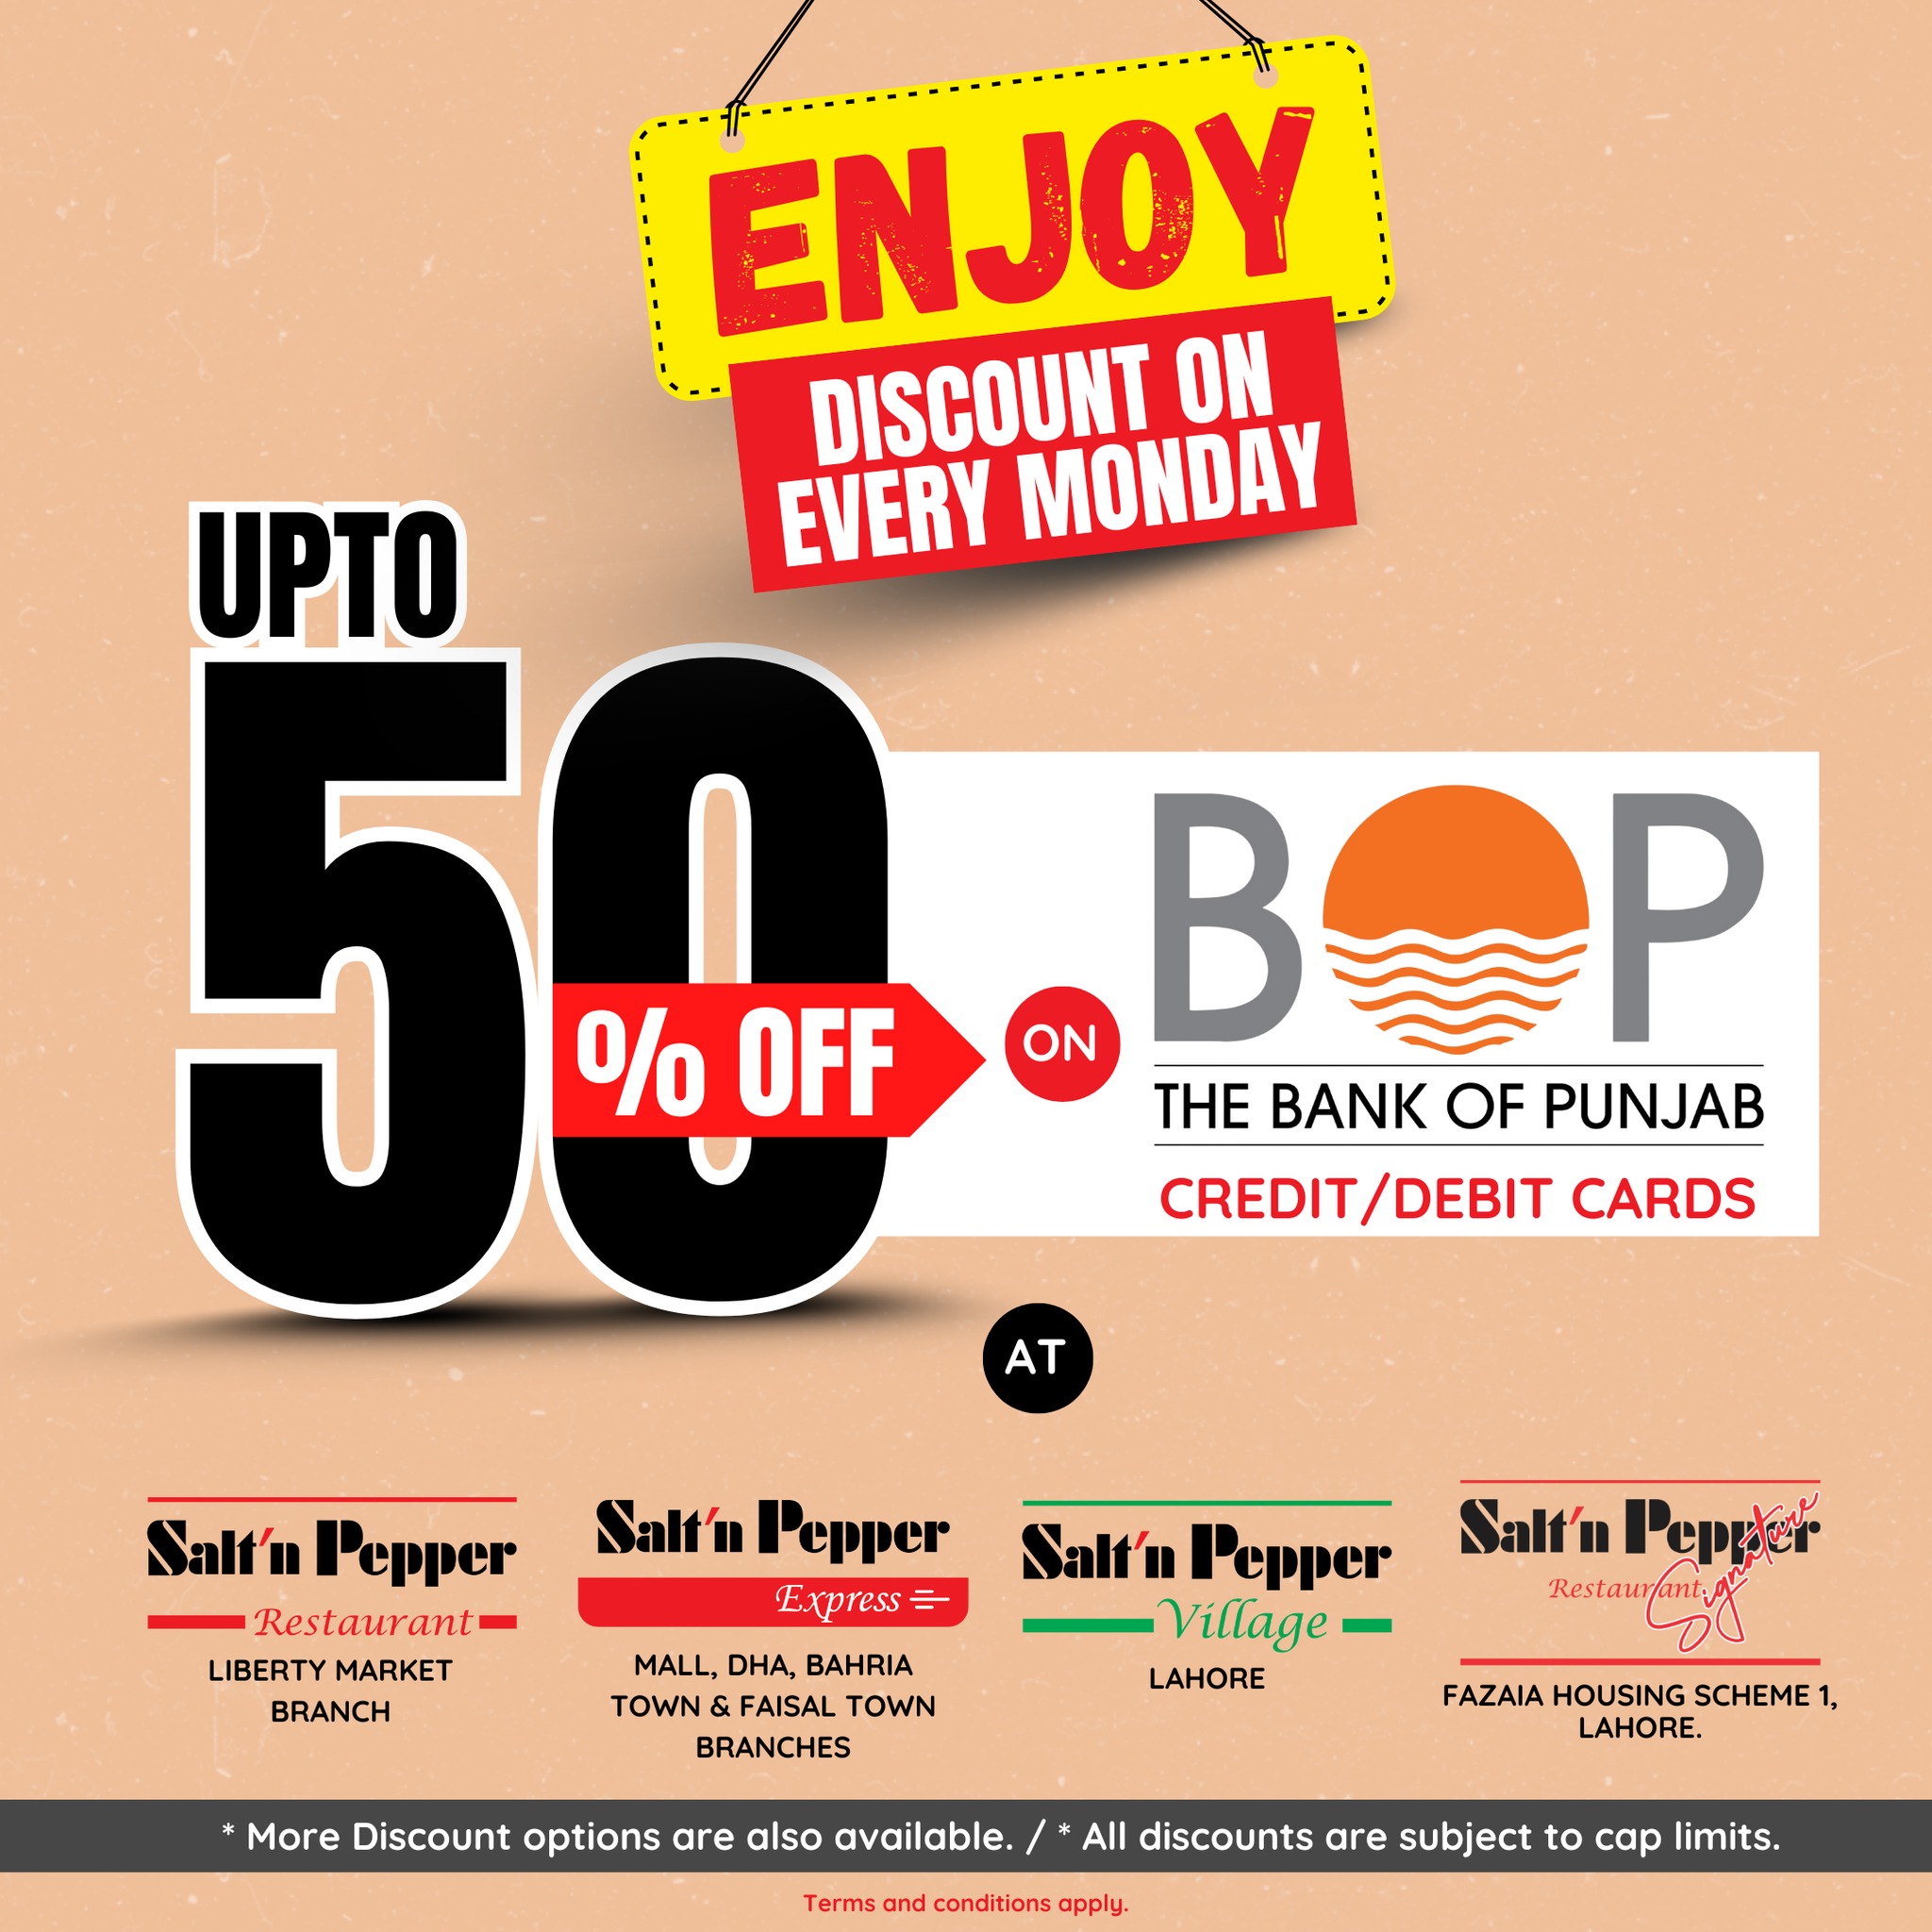 ENJOY
DISCOUNT ON
EVERY MONDAY
UPTO
50
% OFF
ON
BOP
THE BANK OF PUNJAB
CREDIT/DEBIT CARDS
AT
Salt'n Pepper
Restaurant
LIBERTY MARKET
BRANCH
Salt'n Pepper
Express
MALL, DHA, BAHRIA
TOWN & FAISAL TOWN
BRANCHES
Salt'n Pepper
Village
LAHORE
Salt'n Pepper
Restaurant
Signature
FAZAIA HOUSING SCHEME 1,
LAHORE.
* More Discount options are also available. / * All discounts are subject to cap limits.
Terms and conditions apply.